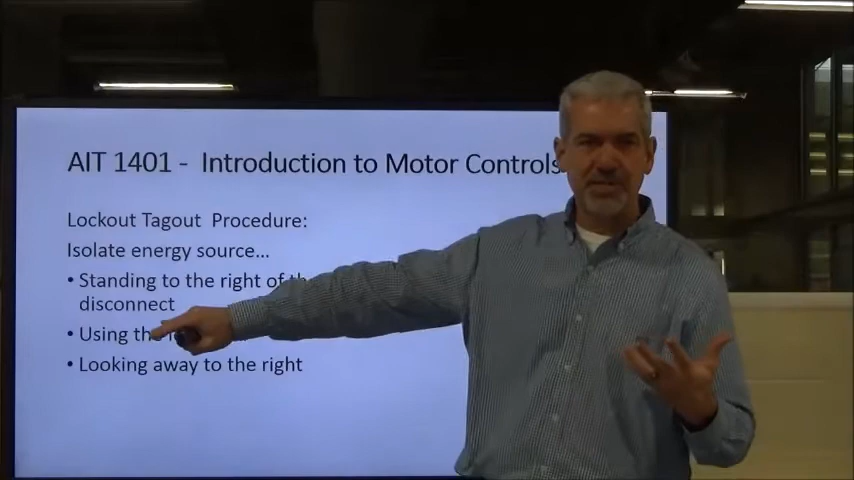 AIT 1401 - Introduction to Motor Controls
Lockout Tagout Procedure:
Isolate energy source...
• Standing to the right of
disconnect
• Using
• Looking away to the right